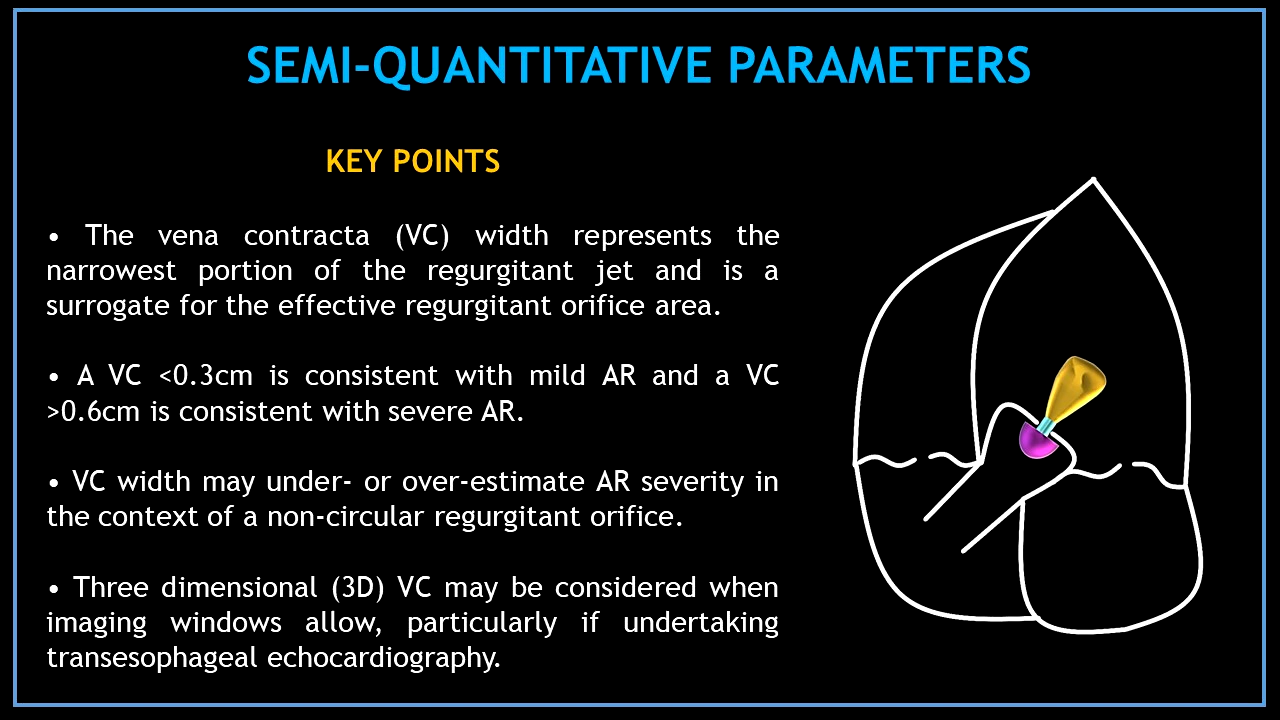 SEMI-QUANTITATIVE PARAMETERS
KEY POINTS
• The vena contracta (VC) width represents the
narrowest portion of the regurgitant jet and is a
surrogate for the effective regurgitant orifice area.
• A VC <0.3cm is consistent with mild AR and a VC
>0.6cm is consistent with severe AR.
• VC width may under- or over-estimate AR severity in
the context of a non-circular regurgitant orifice.
• Three dimensional (3D) VC may be considered when
imaging windows allow, particularly if undertaking
transesophageal echocardiography.